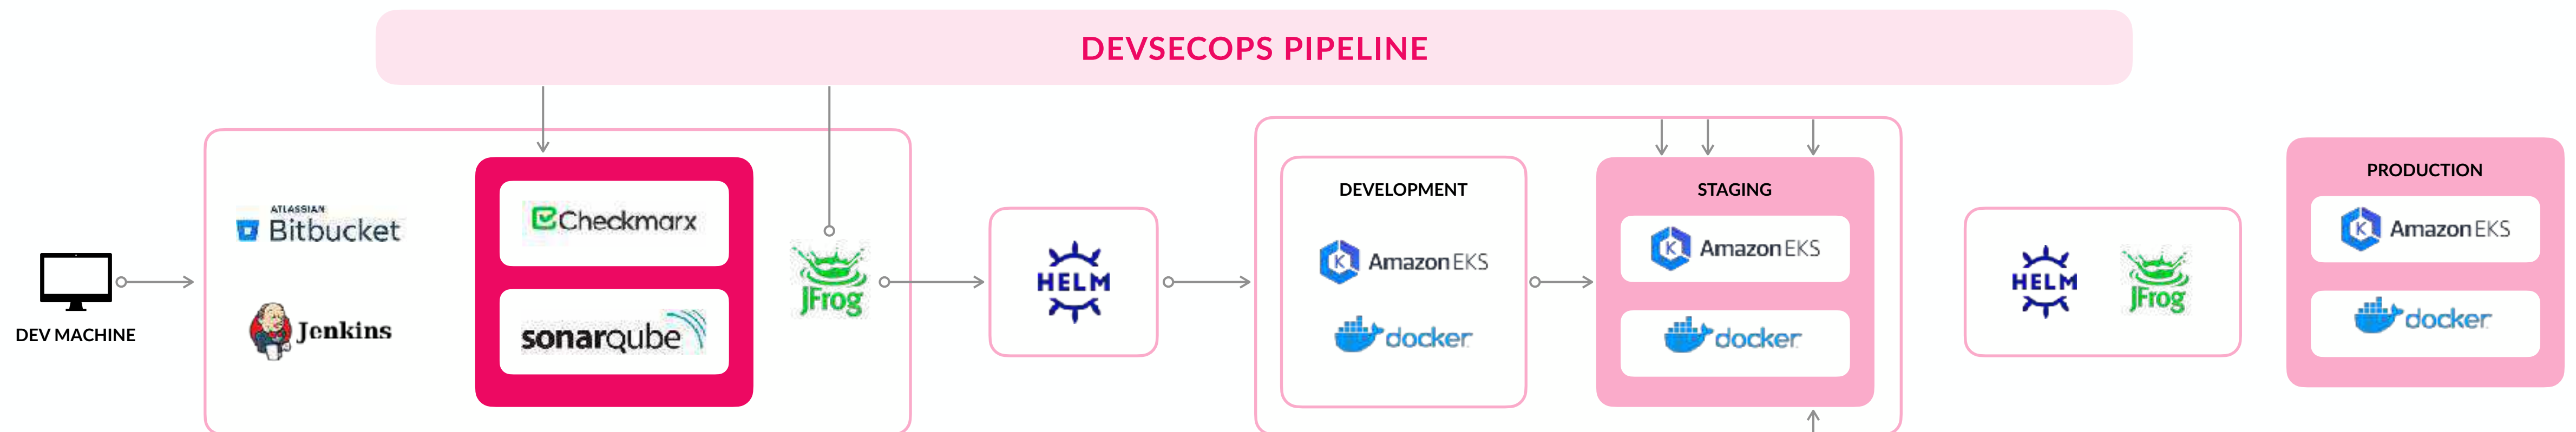 DEVSECOPS PIPELINE
DEV MACHINE
ATLASSIAN
Bitbucket
Jenkins
Checkmarx
sonarqube
JFrog
HELM
DEVELOPMENT
Amazon EKS
docker
STAGING
Amazon EKS
docker
HELM
JFrog
PRODUCTION
Amazon EKS
docker